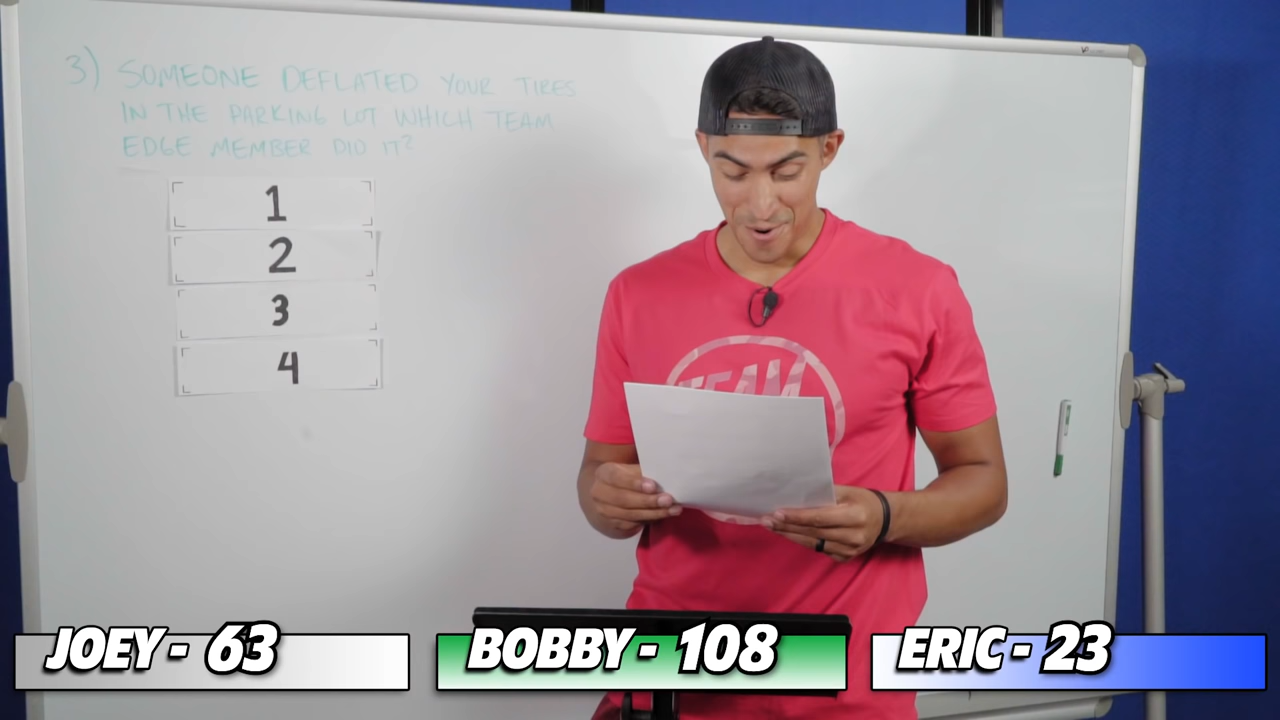 3) SOMEONE DEFLATED YOUR TIRES
IN THE PARKING LOT WHICH TEAM
EDGE MEMBER DID IT?
1
2
3
4
TEAM
JOEY - 63
BOBBY - 108
ERIC - 23